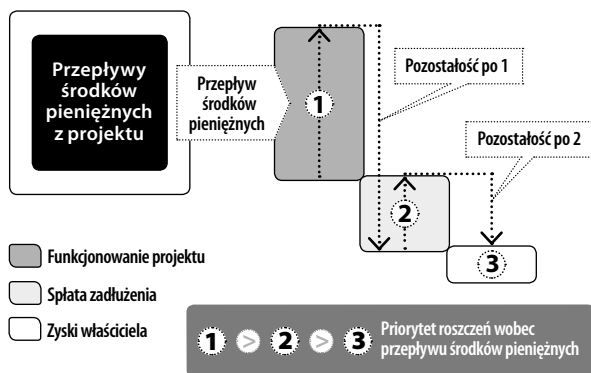 Przepływy
środków
pieniężnych
z projektu
Przepływ
środków
pieniężnych
1
Pozostałość po 1
Pozostałość po 2
2
3
Funkcjonowanie projektu
Spłata zadłużenia
Zyski właściciela
1 > 2 > 3
Priorytet roszczeń wobec
przepływu środków pieniężnych